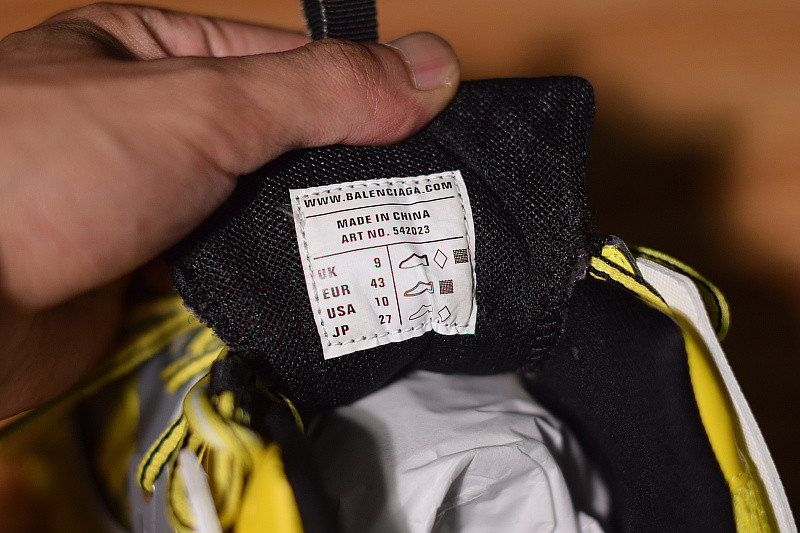 WWW.BALENCIAGA.COM
MADE IN CHINA
ART NO. 542023
UK 9
EUR 43
USA 10
JP 27